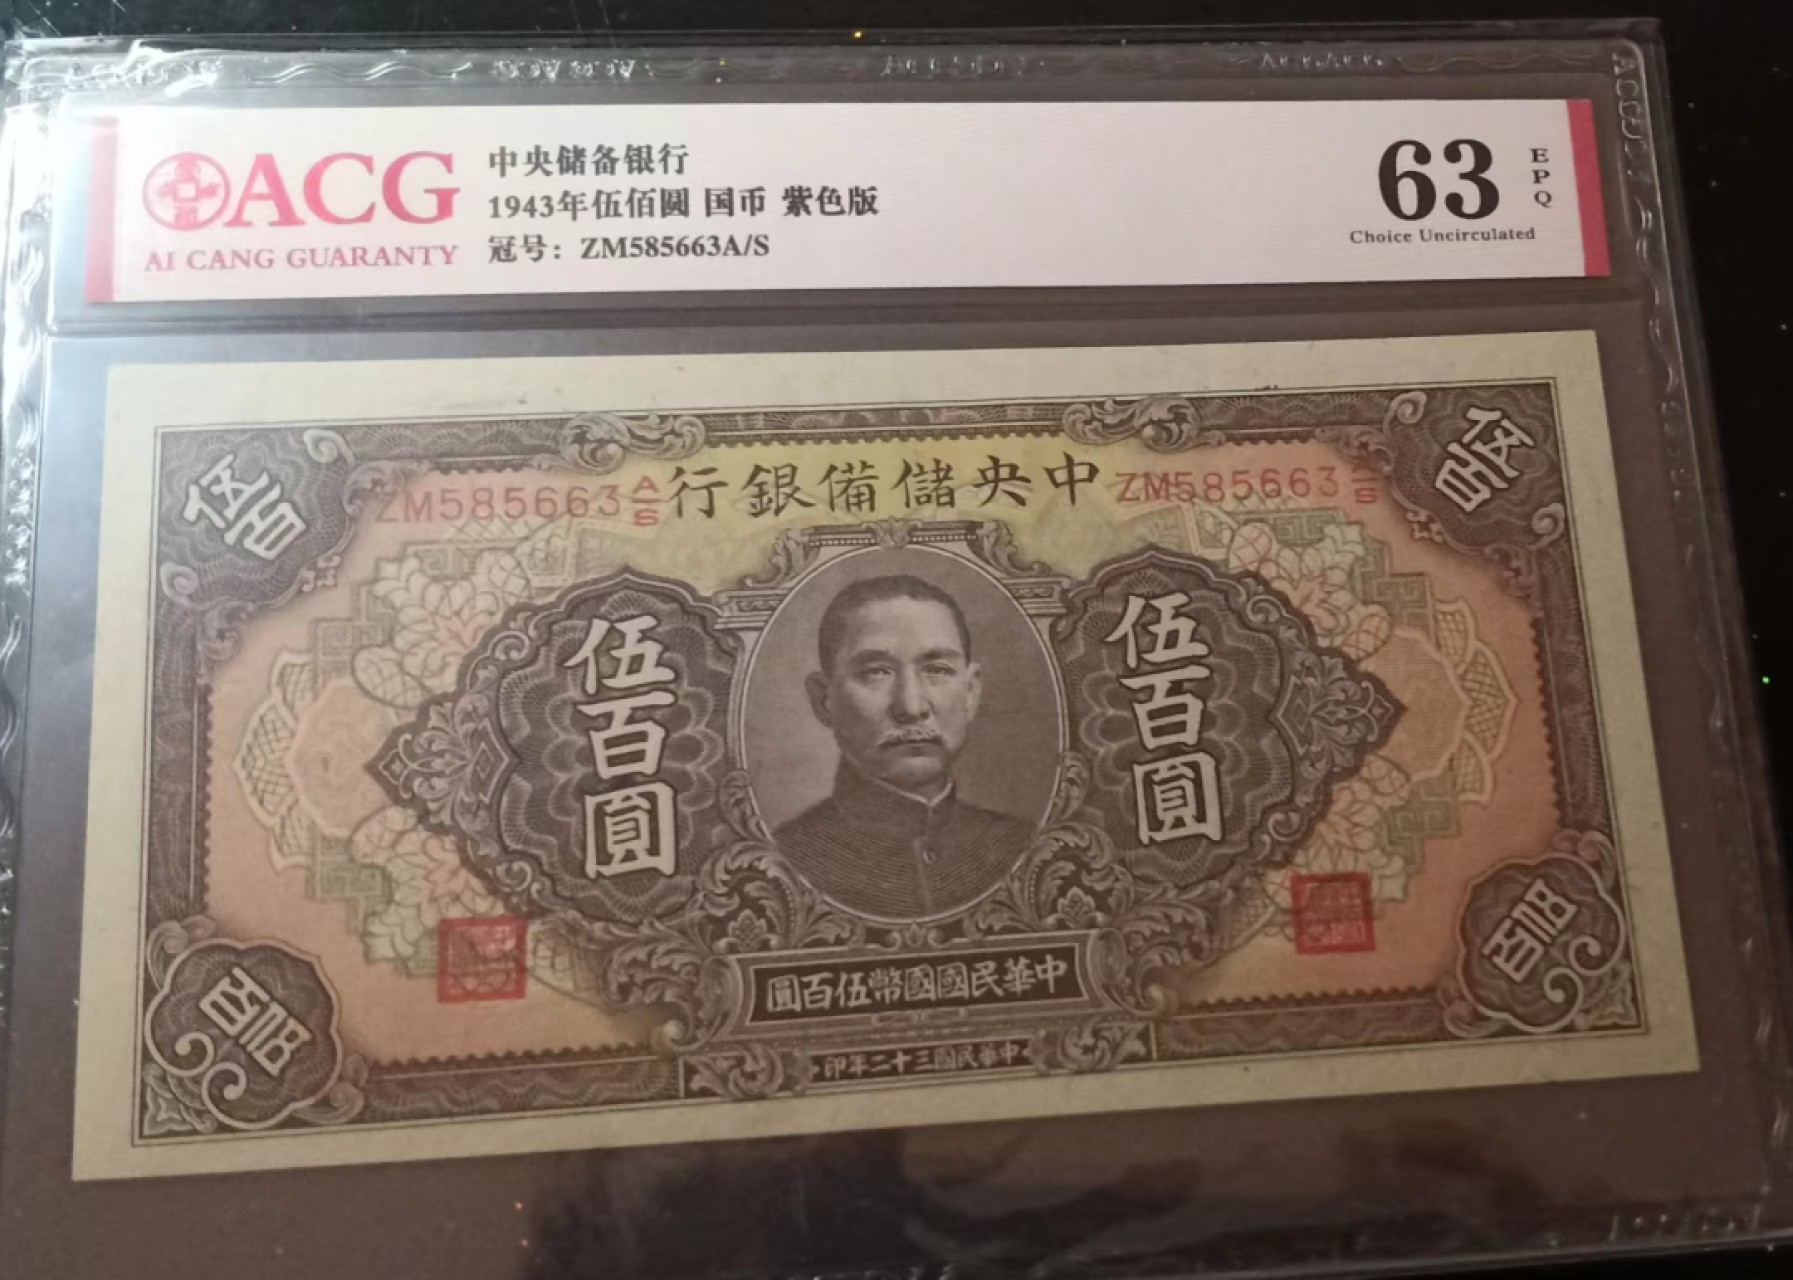 ACG
AI CANG GUARANTY
中央储备银行
1943年伍佰圆 国币 紫色版
冠号：ZM585663A/S
63
EPQ
Choice Uncirculated
伍百
伍百
ZM585663 A/S
行銀備儲央中
ZM585663 A/S
伍百圓
伍百圓
圓百伍幣國國民華中
伍百
伍百
印年二十三國民華中